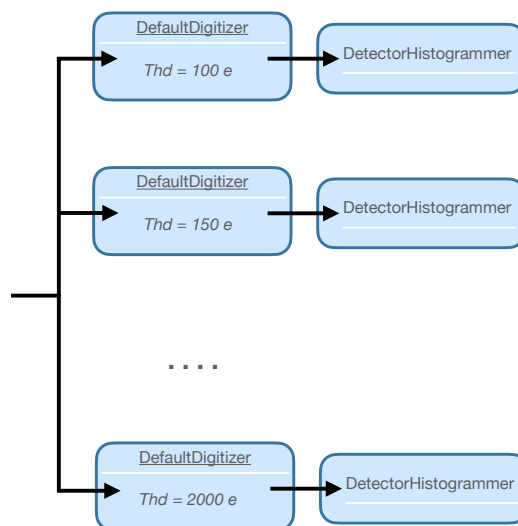 DefaultDigitizer
DetectorHistogrammer
Thd = 100 e
DefaultDigitizer
DetectorHistogrammer
Thd = 150 e
. . . .
DefaultDigitizer
DetectorHistogrammer
Thd = 2000 e